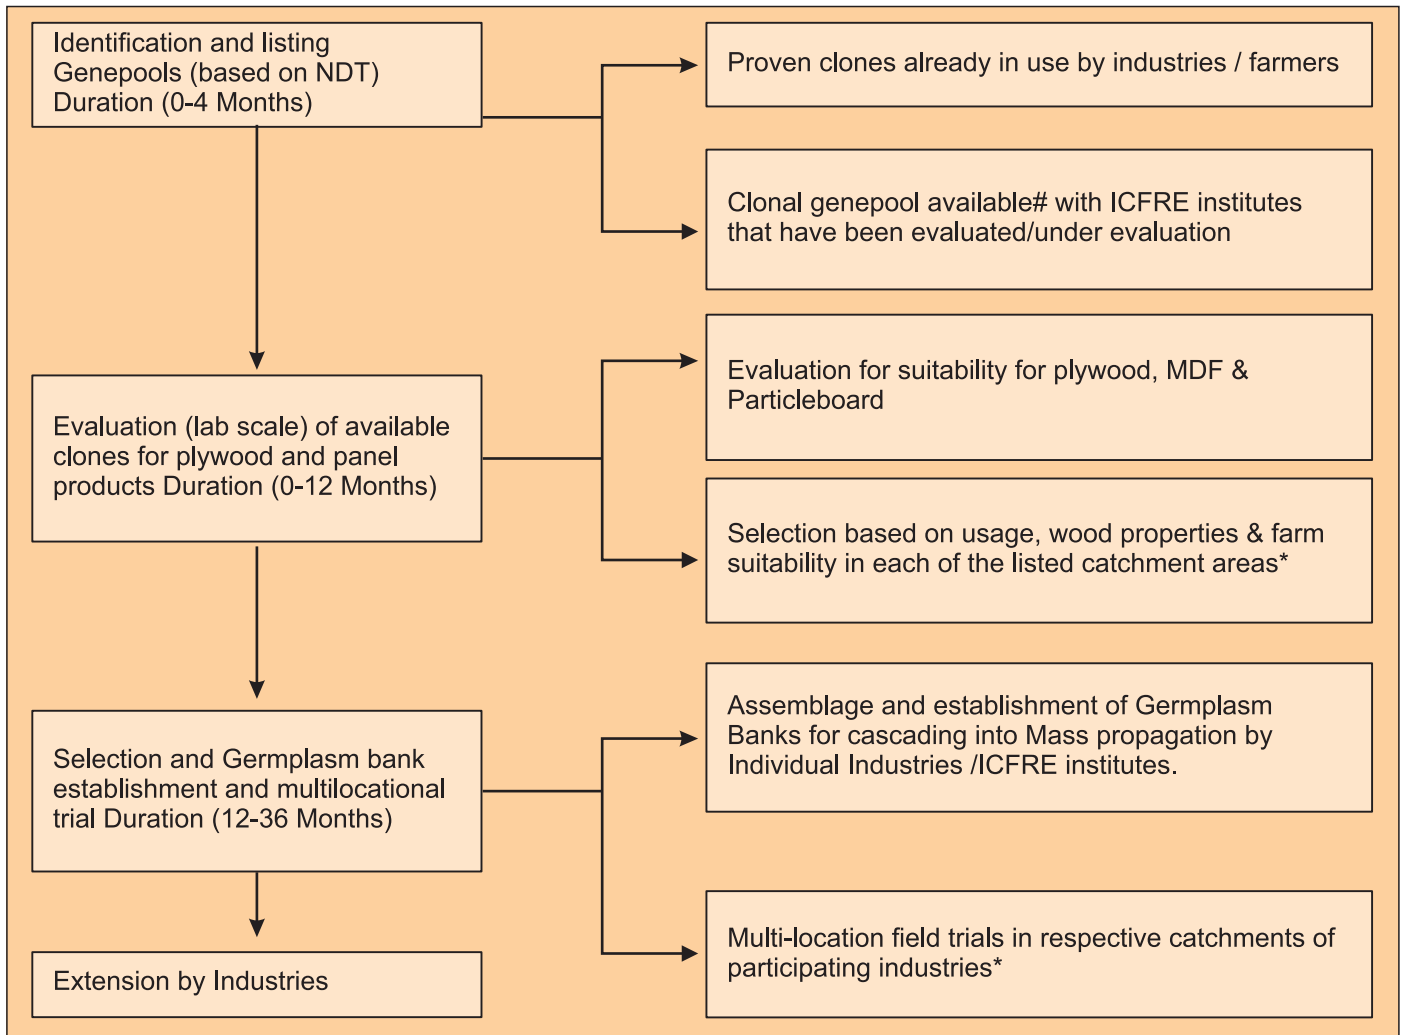 Identification and listing
Genepools (based on NDT)
Duration (0-4 Months)
Proven clones already in use by industries / farmers
Clonal genepool available# with ICFRE institutes
that have been evaluated/under evaluation
Evaluation (lab scale) of available
clones for plywood and panel
products Duration (0-12 Months)
Evaluation for suitability for plywood, MDF &
Particleboard
Selection based on usage, wood properties & farm
suitability in each of the listed catchment areas*
Selection and Germplasm bank
establishment and multilocational
trial Duration (12-36 Months)
Assemblage and establishment of Germplasm
Banks for cascading into Mass propagation by
Individual Industries /ICFRE institutes.
Multi-location field trials in respective catchments of
participating industries*
Extension by Industries